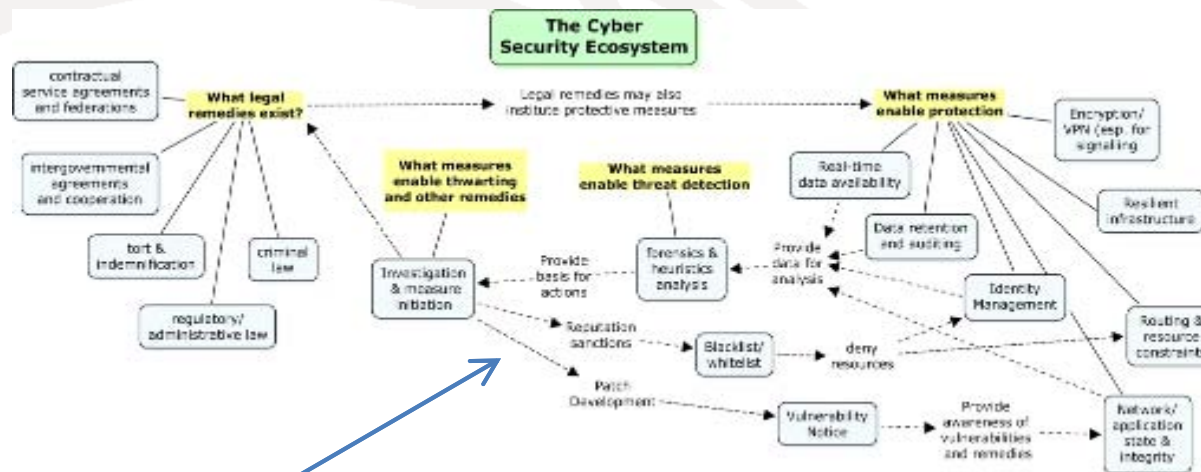 The Cyber
Security Ecosystem
contractual
service agreements
and federations
What legal
remedies exist?
Legal remedies may also
institute protective measures
What measures
enable protection
Encryption/
VPN (esp. for
signalling
intergovernmental
agreements
and cooperation
What measures
enable thwarting
and other remedies
What measures
enable threat detection
Real-time
data availability
Resilient
infrastructure
tort &
indemnification
criminal
law
Data retention
and auditing
Investigation
& measure
initiation
Provide
basis for
actions
forensics &
heuristics
analysis
Provide
data for
analysis
Identity
Management
regulatory/
administrative law
Reputation
sanctions
Blacklist/
whitelist
deny
resources
Routing &
resource
constraints
Patch
Development
Vulnerability
Notice
Provide
awareness of
vulnerabilities
and remedies
Network/
application
state &
integrity